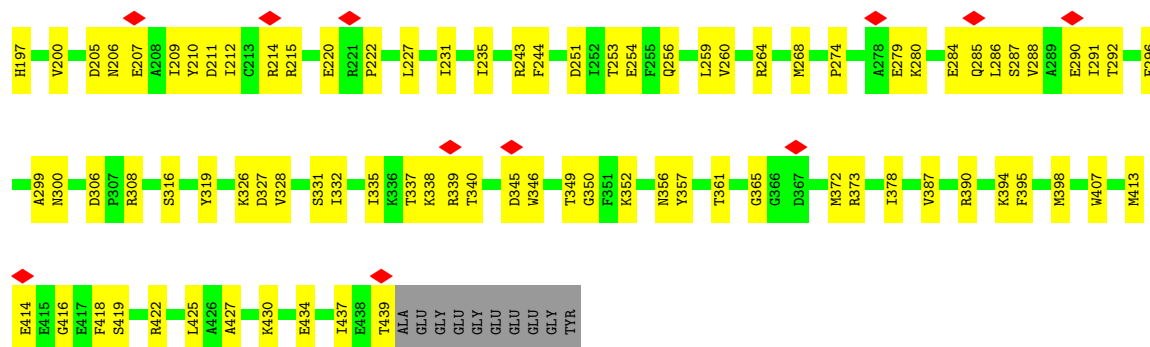 H197 V200 D205 N206 E207 A208 I209 Y210 D211 I212 C213 R214 R215 E220 R221 P222 L227 I231 I235 R243 F244 D251 I252 T253 E254 F255 Q256 L259 V260 R264 M268 P274 A278 E279 K280 E284 Q285 L286 S287 V288 A289 E290 I291 T292
A299 N300 D306 P307 R308 S316 Y319 K326 D327 V328 S331 I332 I335 K336 T337 K338 R339 T340 D345 W346 T349 G350 F351 K352 N356 Y357 T361 G365 G366 D367 M372 R373 I378 V387 R390 K394 F395 M398 W407 M413
E414 E415 G416 E417 F418 S419 R422 L425 A426 A427 K430 E434 I437 E438 T439 ALA GLU GLY GLU GLY GLU GLU GLU GLY TYR